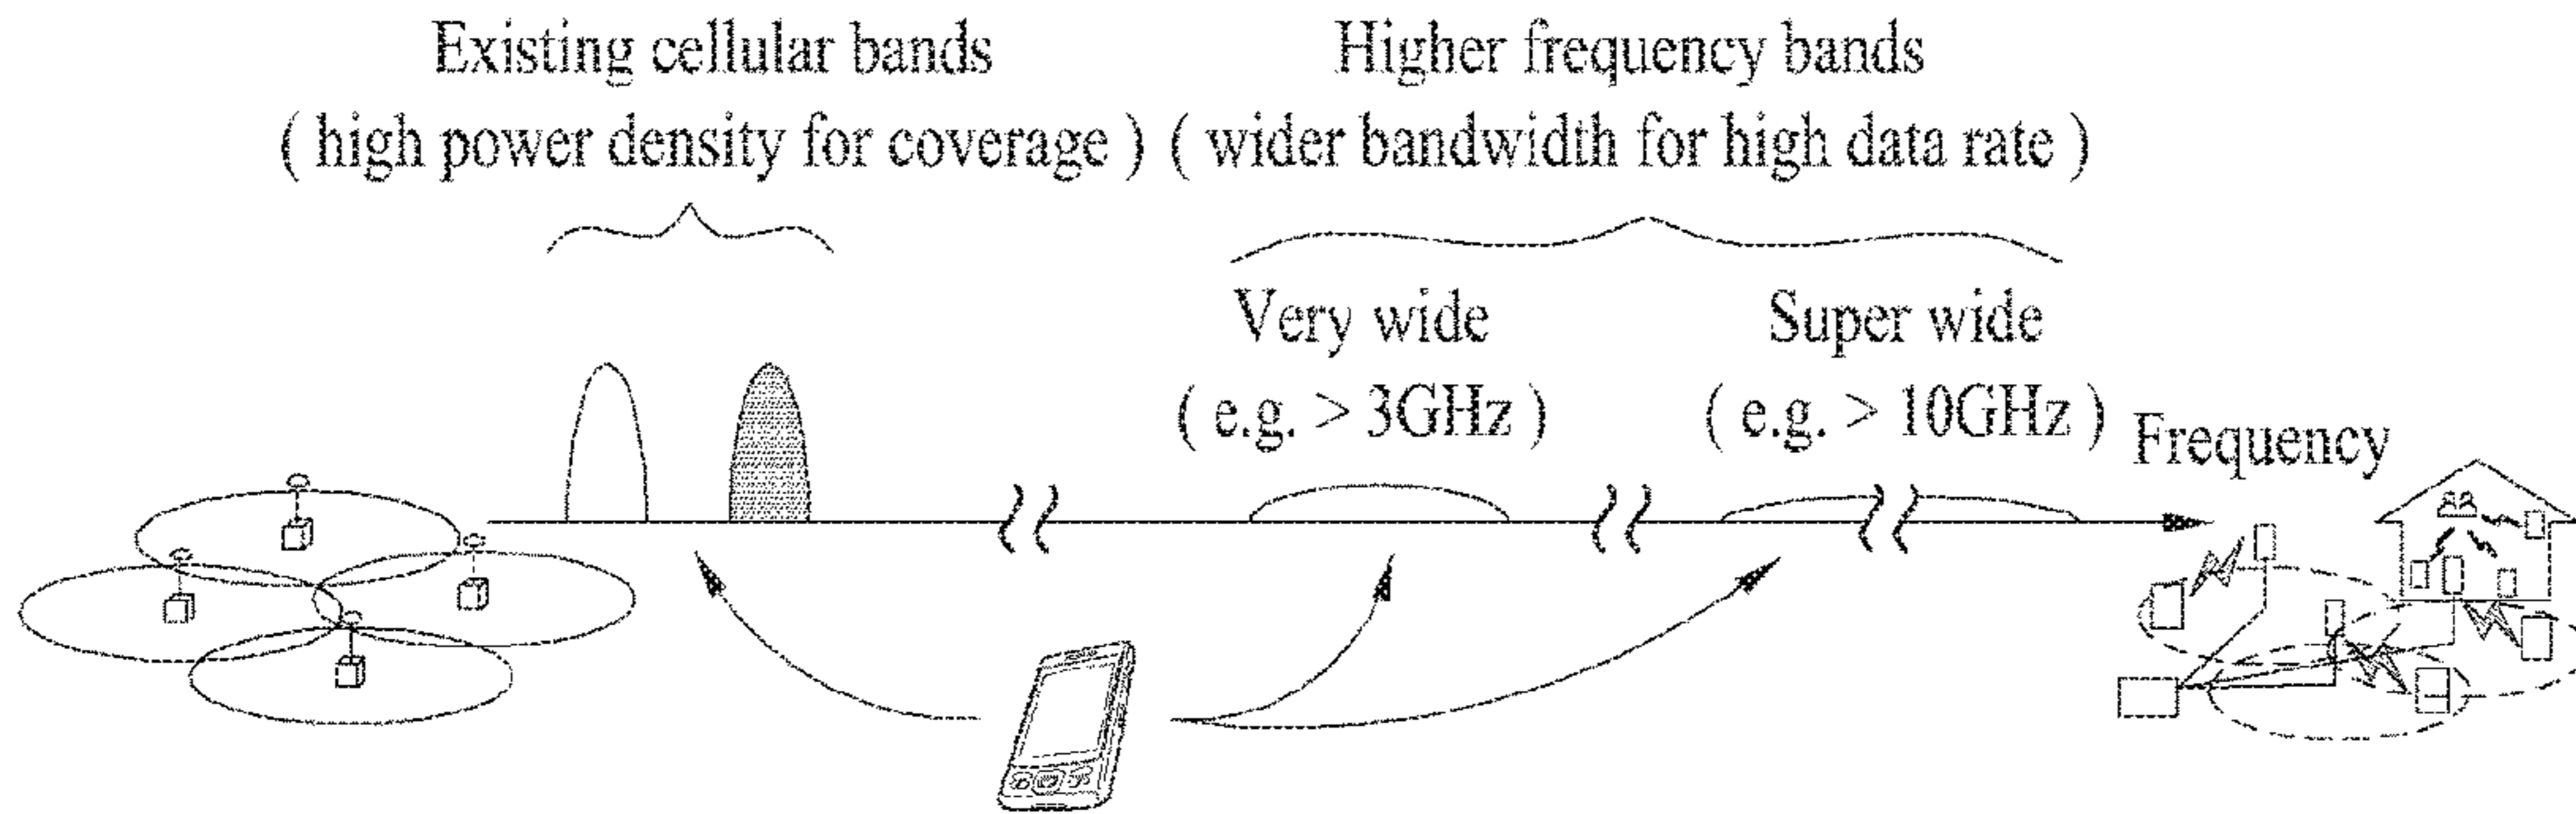 Existing cellular bands
( high power density for coverage )
Higher frequency bands
( wider bandwidth for high data rate )
Very wide
( e.g. > 3GHz )
Super wide
( e.g. > 10GHz )
Frequency